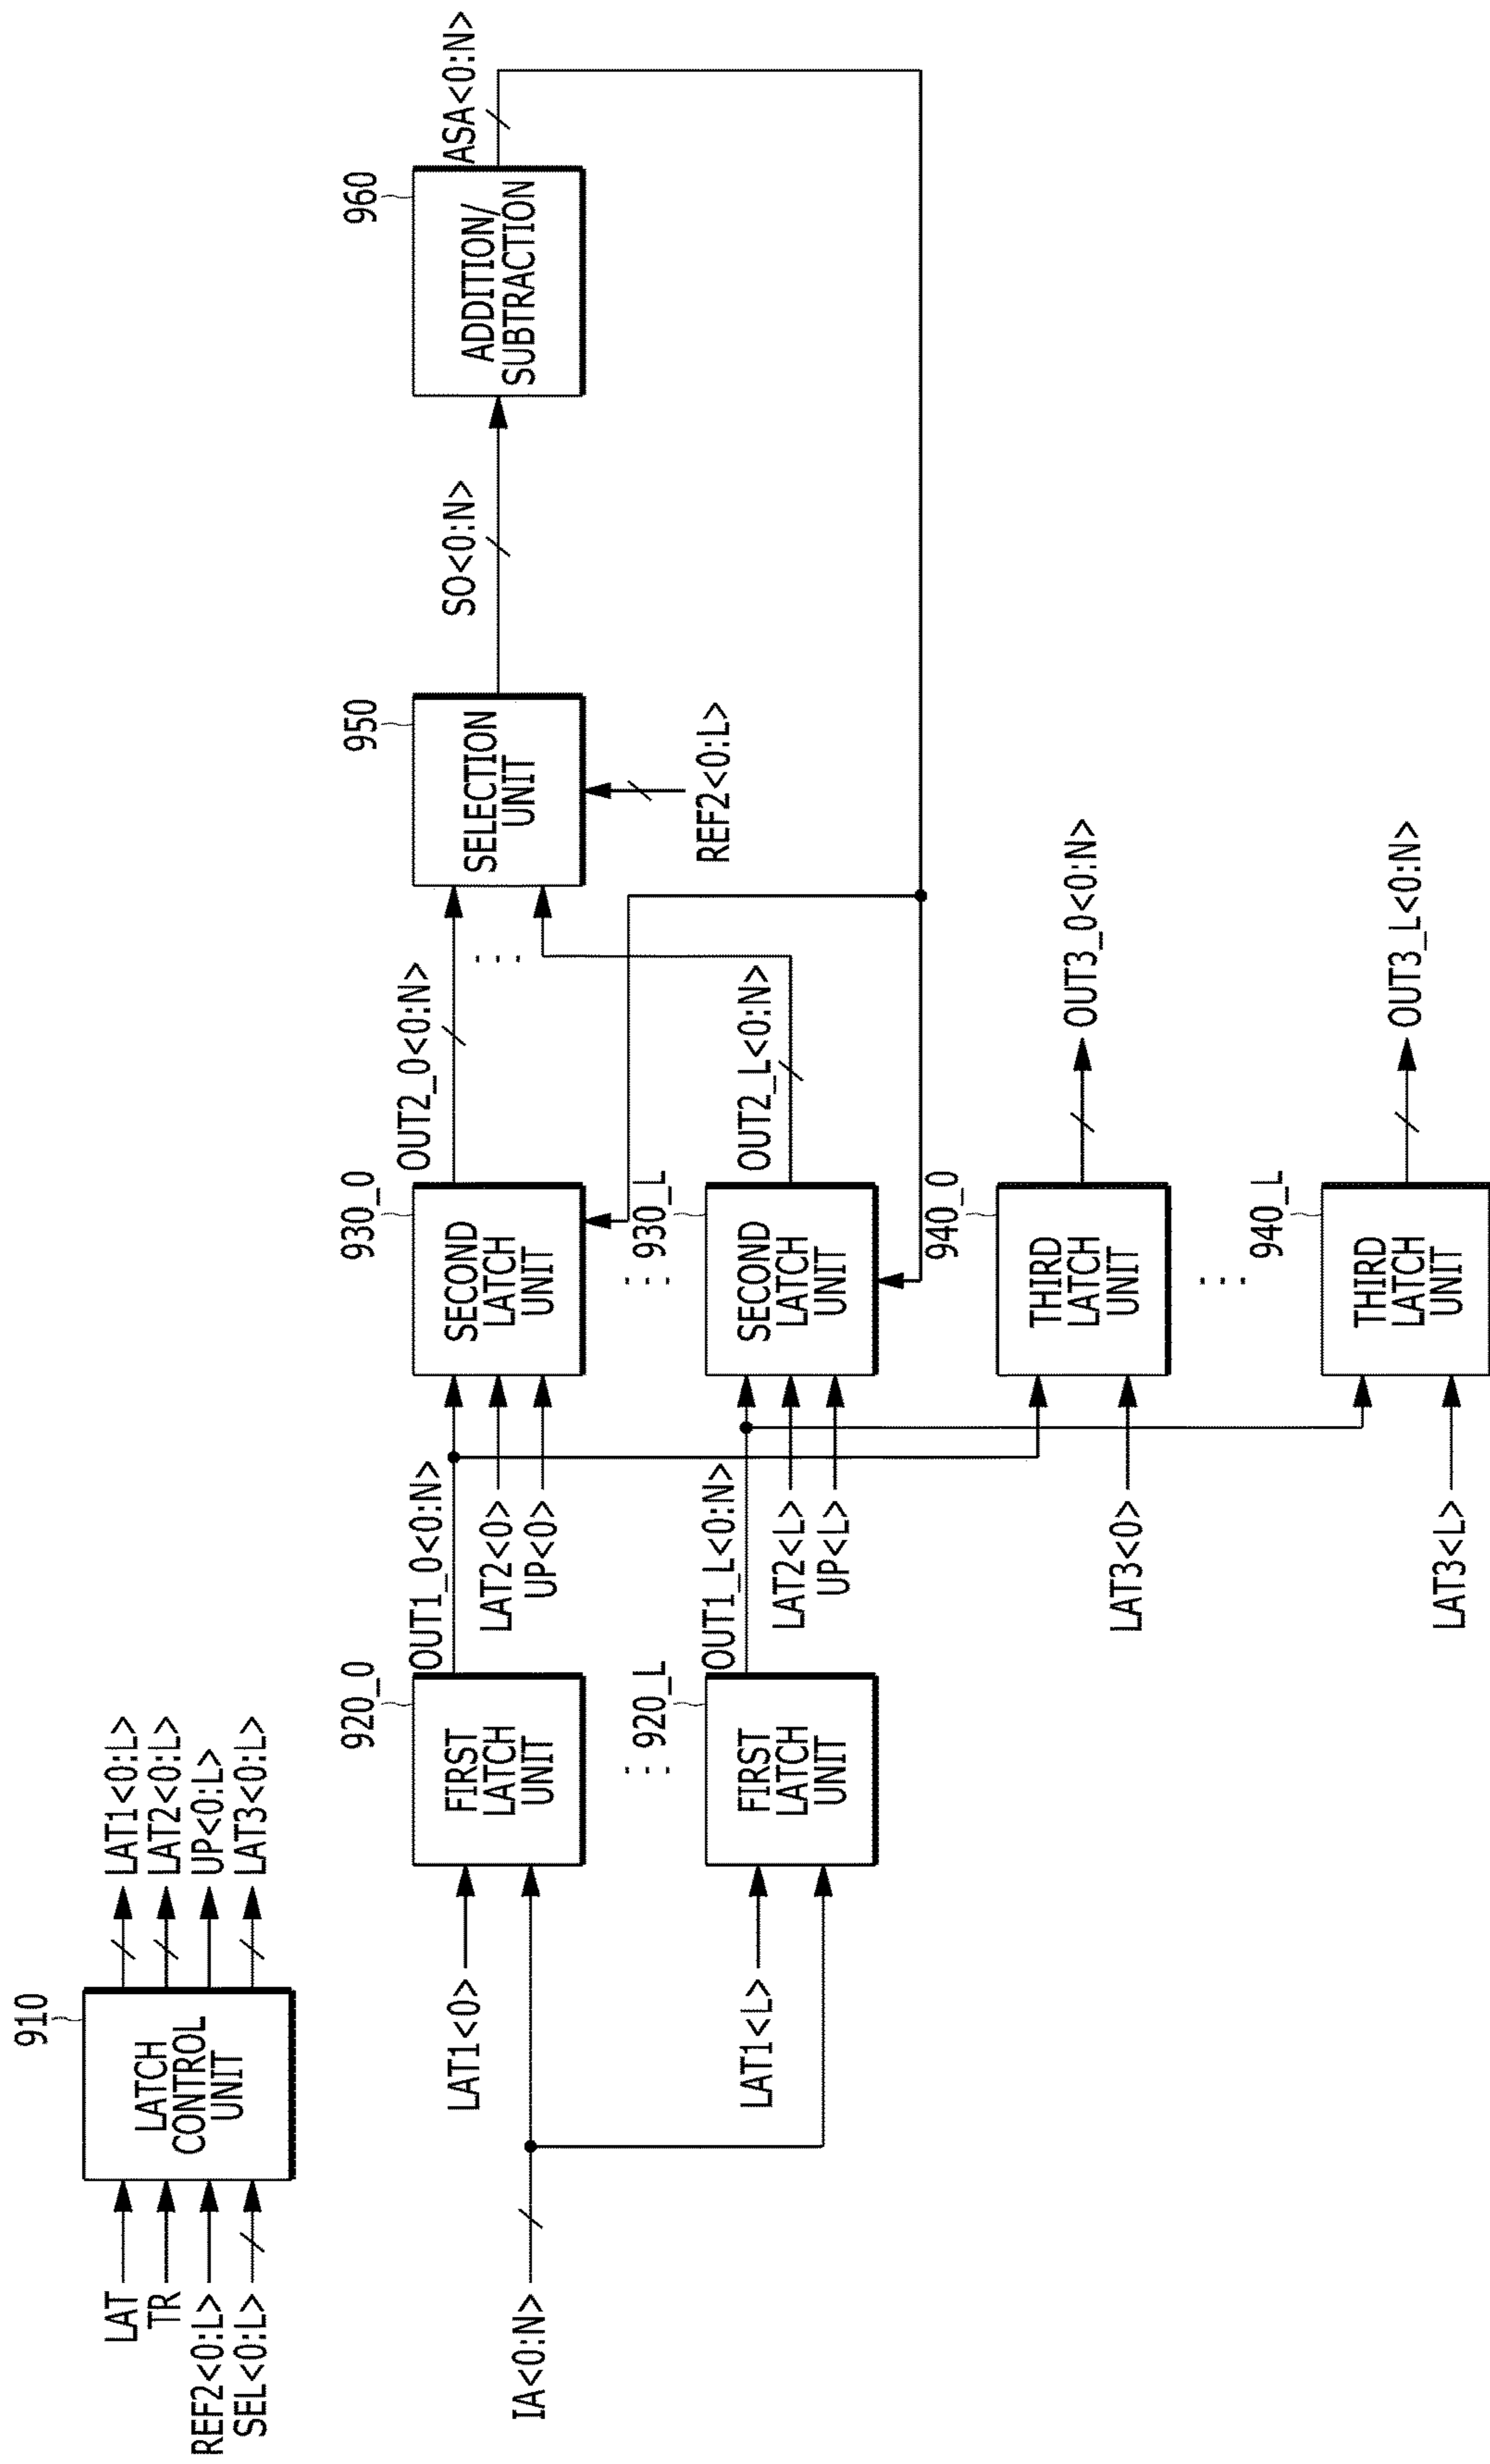 910
LAT
TR
REF2<0:L>
SEL<0:L>
LATCH
CONTROL
UNIT
LAT1<0:L>
LAT2<0:L>
UP<0:L>
LAT3<0:L>
IA<0:N>
LAT1<0>
920_0
FIRST
LATCH
UNIT
OUT1_0<0:N>
LAT2<0>
UP<0>
930_0
SECOND
LATCH
UNIT
OUT2_0<0:N>
950
SELECTION
UNIT
REF2<0:L>
SO<0:N>
960
ADDITION/
SUBTRACTION
ASA<0:N>
LAT1<L>
920_L
FIRST
LATCH
UNIT
OUT1_L<0:N>
LAT2<L>
UP<L>
930_L
SECOND
LATCH
UNIT
OUT2_L<0:N>
LAT3<0>
940_0
THIRD
LATCH
UNIT
OUT3_0<0:N>
LAT3<L>
940_L
THIRD
LATCH
UNIT
OUT3_L<0:N>